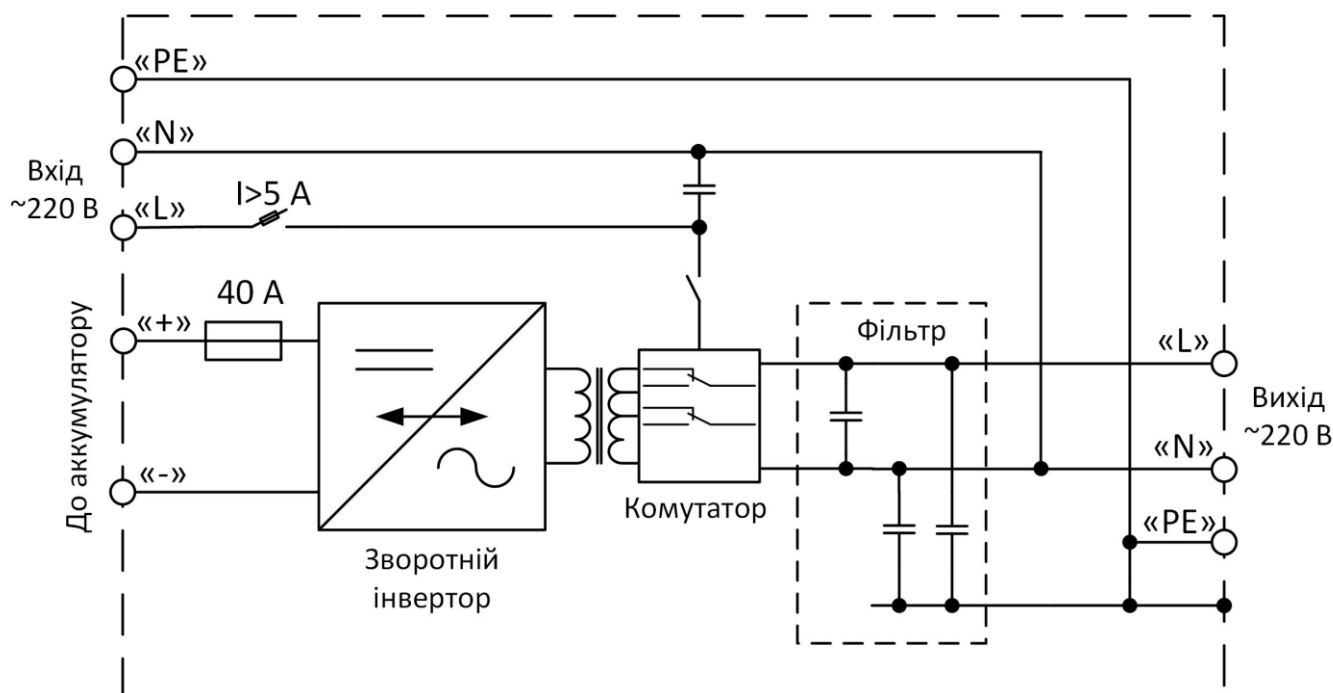 «PE»
«N»
Вхід
~220 В
«L»
I>5 А
До аккумулятору
«+»
40 А
«-»
Зворотній
інвертор
Комутатор
Фільтр
«L»
Вихід
~220 В
«N»
«PE»